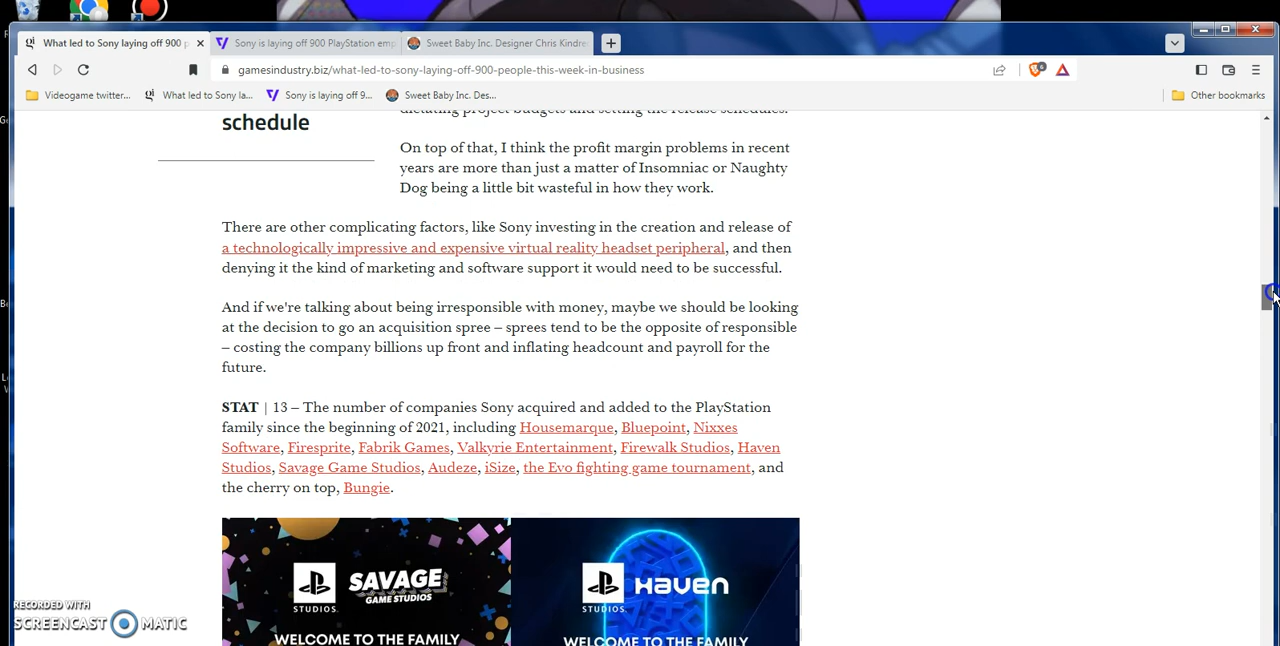 What led to Sony laying off 900 p
Sony is laying off 900 PlayStation emp
Sweet Baby Inc. Designer Chris Kindre
gamesindustry.biz/what-led-to-sony-laying-off-900-people-this-week-in-business
6
Videogame twitter...
What led to Sony la...
Sony is laying off 9...
Sweet Baby Inc. Des...
Other bookmarks
dictating project budgets and setting the release schedules.
schedule
On top of that, I think the profit margin problems in recent
years are more than just a matter of Insomniac or Naughty
Dog being a little bit wasteful in how they work.
There are other complicating factors, like Sony investing in the creation and release of
a technologically impressive and expensive virtual reality headset peripheral, and then
denying it the kind of marketing and software support it would need to be successful.
And if we're talking about being irresponsible with money, maybe we should be looking
at the decision to go an acquisition spree – sprees tend to be the opposite of responsible
– costing the company billions up front and inflating headcount and payroll for the
future.
STAT | 13 – The number of companies Sony acquired and added to the PlayStation
family since the beginning of 2021, including Housemarque, Bluepoint, Nixxes
Software, Firesprite, Fabrik Games, Valkyrie Entertainment, Firewalk Studios, Haven
Studios, Savage Game Studios, Audeze, iSize, the Evo fighting game tournament, and
the cherry on top, Bungie.
SAVAGE
GAME STUDIOS
STUDIOS
WELCOME TO THE FAMILY
HAVEN
STUDIOS
WELCOME TO THE FAMILY
RECORDED WITH
SCREENCAST MATIC